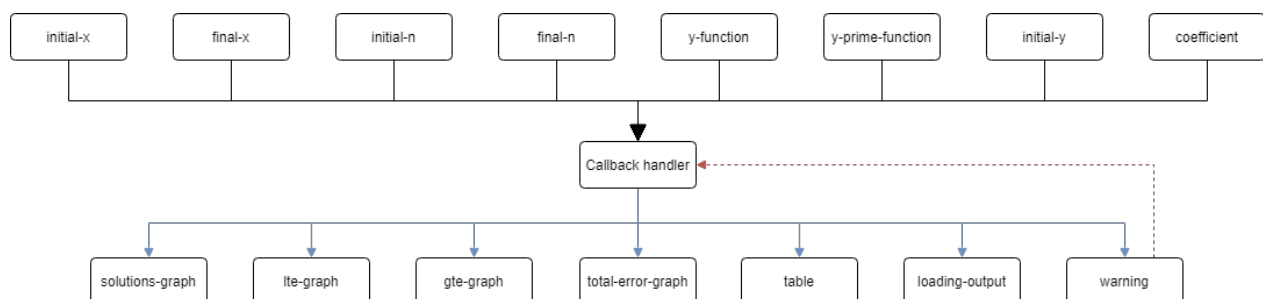 initial-x
final-x
initial-n
final-n
y-function
y-prime-function
initial-y
coefficient
Callback handler
solutions-graph
lte-graph
gte-graph
total-error-graph
table
loading-output
warning